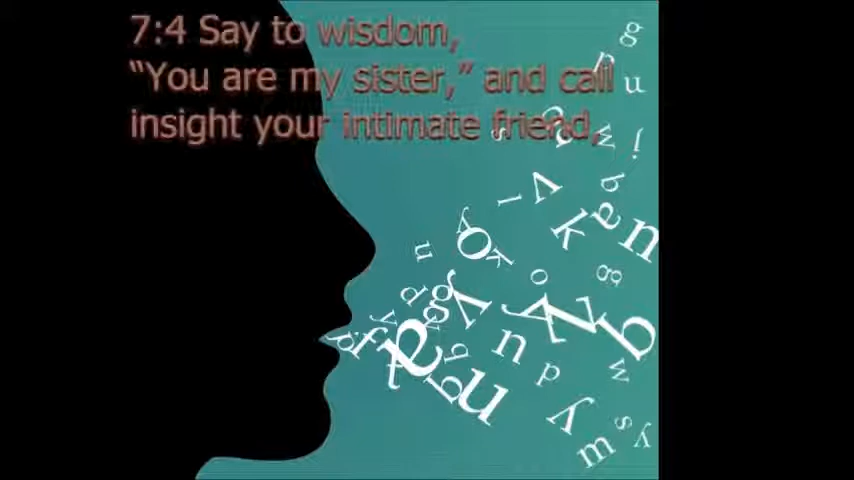 7:4 Say to wisdom,
“You are my sister,” and call
insight your intimate friend,